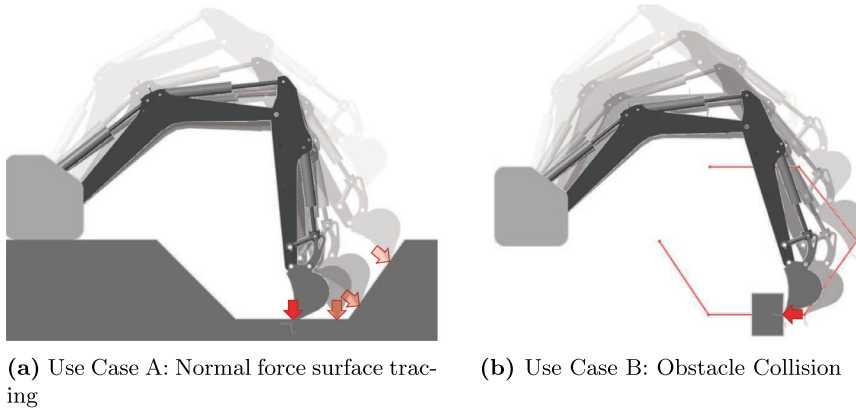 (a) Use Case A: Normal force surface trac-
ing
(b) Use Case B: Obstacle Collision